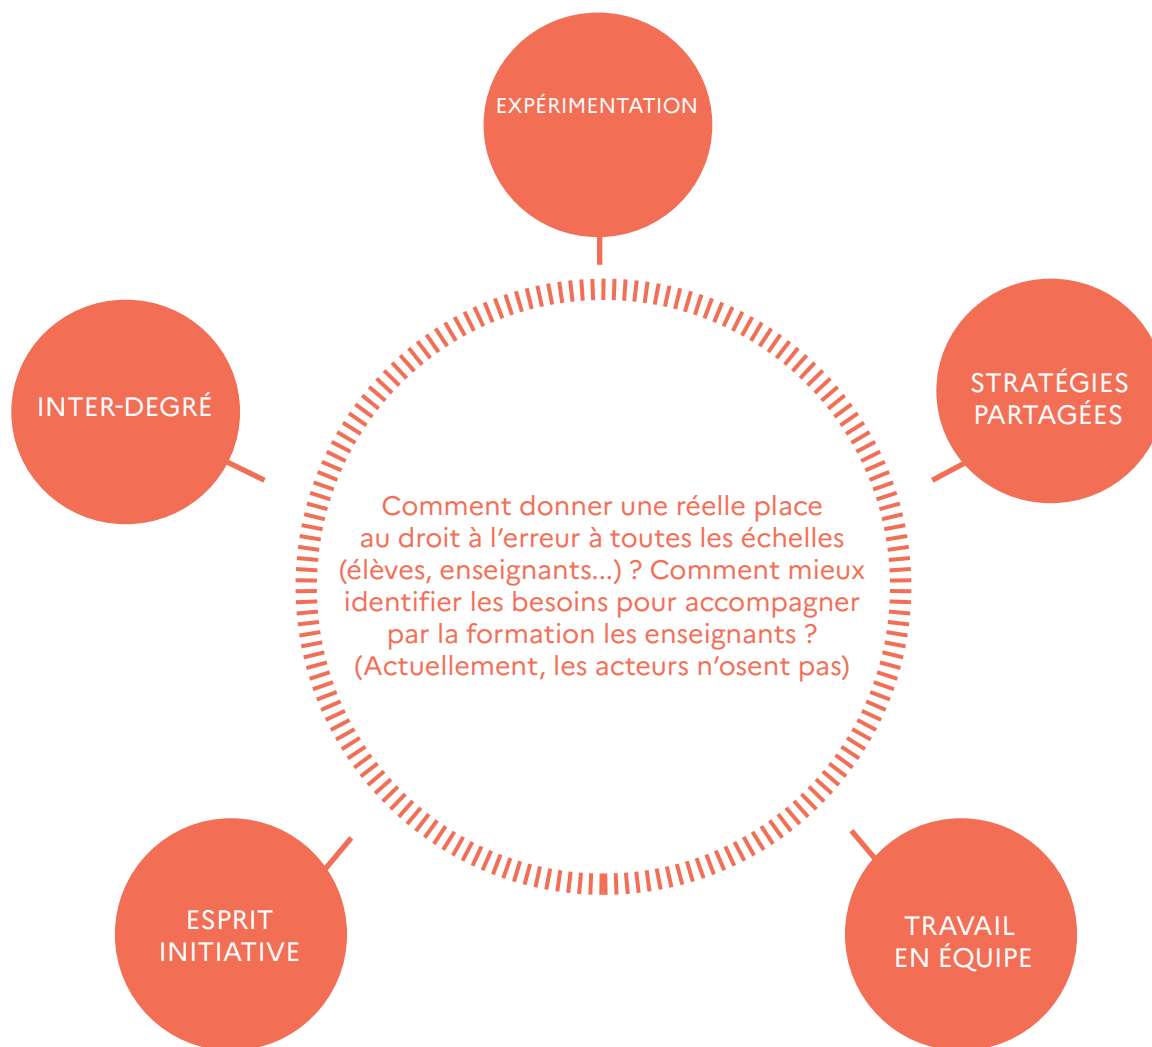 EXPÉRIMENTATION
STRATÉGIES
PARTAGÉES
INTER-DEGRÉ
Comment donner une réelle place
au droit à l’erreur à toutes les échelles
(élèves, enseignants...) ? Comment mieux
identifier les besoins pour accompagner
par la formation les enseignants ?
(Actuellement, les acteurs n’osent pas)
ESPRIT
INITIATIVE
TRAVAIL
EN ÉQUIPE